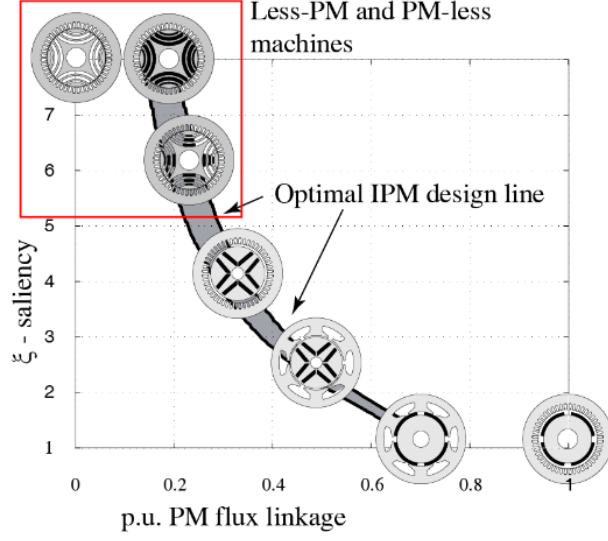 Less-PM and PM-less
machines
7
6
Optimal IPM design line
5
4
3
2
1
ξ - saliency
0
0.2
0.4
0.6
0.8
1
p.u. PM flux linkage